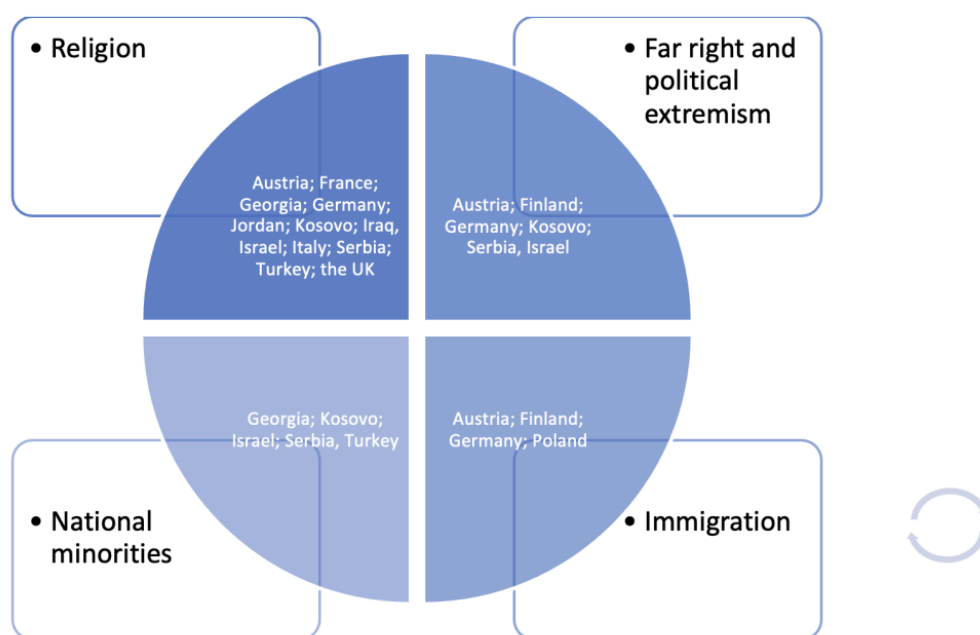 • Religion
• Far right and
political
extremism
Austria; France;
Georgia; Germany;
Jordan; Kosovo; Iraq,
Israel; Italy; Serbia;
Turkey; the UK
Austria; Finland;
Germany; Kosovo;
Serbia, Israel
Georgia; Kosovo;
Israel; Serbia, Turkey
Austria; Finland;
Germany; Poland
• National
minorities
• Immigration